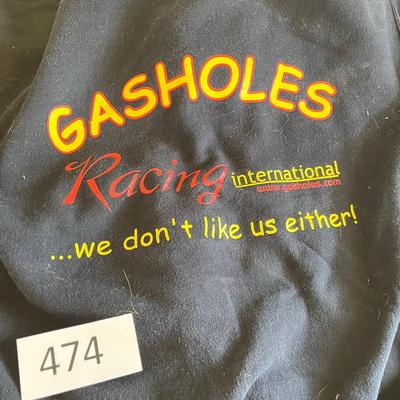 GASHOLES
Racing international
www.gasholes.com
...we don't like us either!
474